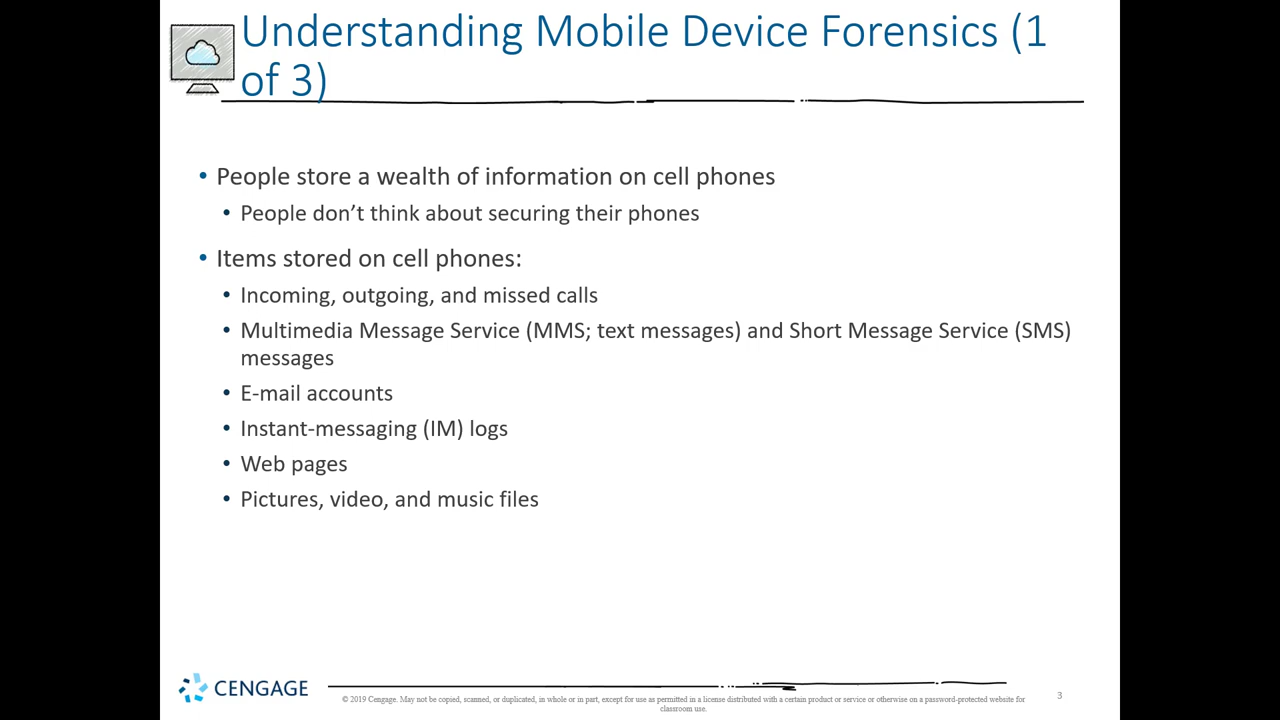 Understanding Mobile Device Forensics (1
of 3)
• People store a wealth of information on cell phones
• People don’t think about securing their phones
• Items stored on cell phones:
• Incoming, outgoing, and missed calls
• Multimedia Message Service (MMS; text messages) and Short Message Service (SMS)
messages
• E-mail accounts
• Instant-messaging (IM) logs
• Web pages
• Pictures, video, and music files
CENGAGE
© 2019 Cengage. May not be copied, scanned, or duplicated, in whole or in part, except for use as permitted in a license distributed with a certain product or service or otherwise on a password-protected website for
classroom use.
3